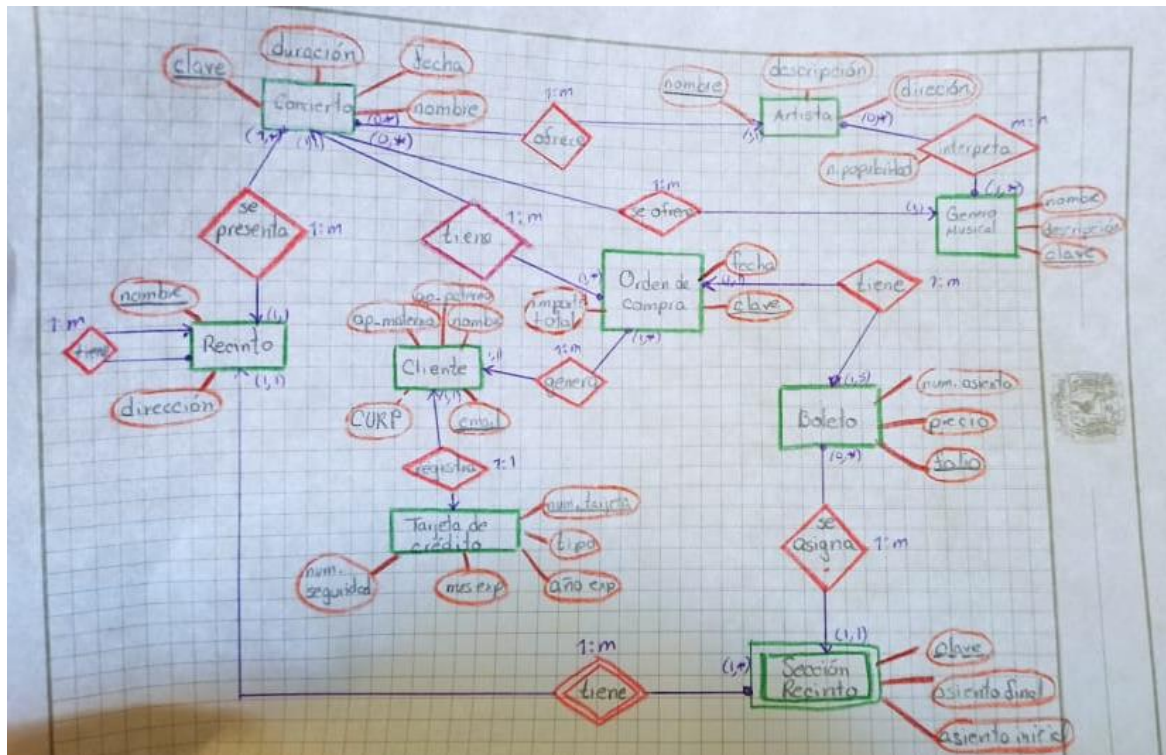 duración
clave
fecha
Concierto
nombre
(0,*)
(1,*)
(1,1)
(0,*)
1:m
ofrece
descripción
nombre
direción
Artista
(1,1)
(0,*)
m:n
interpeta
n.popularidad
(1,*)
se
presenta
1:m
1:m
tiene
1:m
se ofrene
(1,)
Genero
Musical
nombre
descripción
clave
nombre
1:m
tiene
Recinto
(1,1)
(1,1)
dirección
ap-paterno
ap-materno
nombre
Cliente
CURP
email
1:m
genera
(1,*)
Orden de
compra
fecha
importe
total
clave
(1,*)
(1,1)
tiene
1:m
(1,5)
Boleto
num.asiento
precio
folio
(0,*)
registra
1:1
Tarjeta de
crédito
num.tarjeta
tipo
año exp
mes exp
num.
seguridad
se
asigna
1:m
(1,1)
1:m
tiene
(1,*)
Sección
Recinto
clave
asiento final
asiento inicial